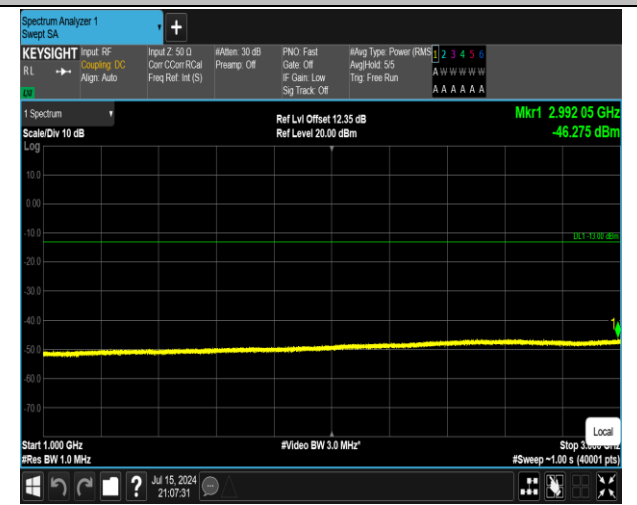 Spectrum Analyzer 1
Swept SA
KEYSIGHT Input: RF Input Z: 50 Ω #Atten: 30 dB PNO: Fast #Avg Type: Power (RMS 1 2 3 4 5 6
RL Coupling: DC Corr CCorr RCal Preamp: Off Gate: Off Avg|Hold: 5/5 A W W W W W
Align: Auto Freq Ref: Int (S) IF Gain: Low Trig: Free Run
Sig Track: Off A A A A A A
1 Spectrum Mkr1 2.992 05 GHz
Ref Lvl Offset 12.35 dB
Scale/Div 10 dB Ref Level 20.00 dBm -46.275 dBm
Log
10.0
0.00
-10.0
DL1 -13.00 dBm
-20.0
-30.0
-40.0
1
-50.0
-60.0
-70.0
Local
Start 1.000 GHz #Video BW 3.0 MHz* Stop
#Res BW 1.0 MHz #Sweep ~1.00 s (40001 pts)
? Jul 15, 2024
21:07:31